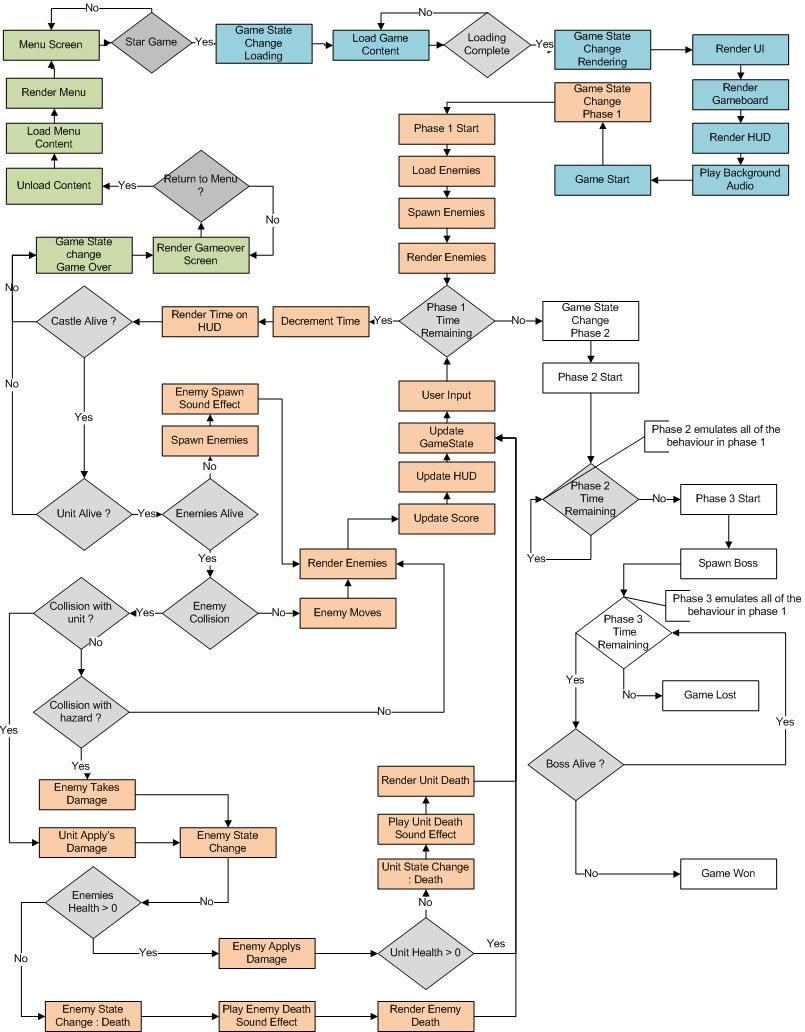 No
No
Menu Screen
Star Game
Yes
Game State
Change
Loading
Load Game
Content
Loading
Complete
Yes
Game State
Change
Rendering
Render UI
Render Menu
Game State
Change
Phase 1
Render
Gameboard
Load Menu
Content
Phase 1 Start
Render HUD
Unload Content
Yes
Return to Menu
?
Load Enemies
Game Start
Play Background
Audio
No
Spawn Enemies
Game State
change
Game Over
Render Gameover
Screen
Render Enemies
No
Castle Alive ?
Render Time on
HUD
Decrement Time
Yes
Phase 1
Time
Remaining
No
Game State
Change
Phase 2
Phase 2 Start
No
Yes
Enemy Spawn
Sound Effect
User Input
Spawn Enemies
Update
GameState
Phase 2 emulates all of the
behaviour in phase 1
No
Update HUD
Unit Alive ?
Yes
Enemies Alive
Update Score
Phase 2
Time
Remaining
No
Phase 3 Start
Yes
Yes
Render Enemies
Spawn Boss
Collision with
unit ?
Yes
Enemy
Collision
No
Enemy Moves
Phase 3 emulates all of the
behaviour in phase 1
No
Phase 3
Time
Remaining
Yes
No
Game Lost
Collision with
hazard ?
No
Yes
Yes
Yes
Boss Alive ?
Enemy Takes
Damage
Render Unit Death
Unit Apply's
Damage
Enemy State
Change
Play Unit Death
Sound Effect
Unit State Change
: Death
No
Game Won
Enemies
Health > 0
No
No
Yes
Enemy Applys
Damage
Unit Health > 0
Yes
No
Enemy State
Change : Death
Play Enemy Death
Sound Effect
Render Enemy
Death